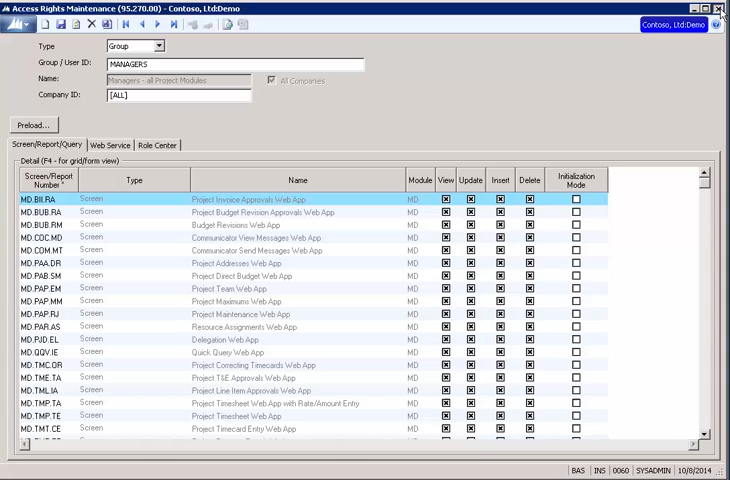 Access Rights Maintenance (95.270.00) - Contoso, Ltd:Demo
Contoso, Ltd:Demo
Type Group
Group / User ID: MANAGERS
Name: Managers - all Project Modules All Companies
Company ID: [ALL]
Preload...
Screen/Report/Query Web Service Role Center
Detail (F4 - for grid/form view)
Screen/Report Number * Type Name Module View Update Insert Delete Initialization Mode
MD.BII.RA Screen Project Invoice Approvals Web App MD
MD.BUB.RA Screen Project Budget Revision Approvals Web App MD
MD.BUB.RM Screen Budget Revisions Web App MD
MD.COC.MD Screen Communicator View Messages Web App MD
MD.COM.MT Screen Communicator Send Messages Web App MD
MD.PAA.DR Screen Project Addresses Web App MD
MD.PAB.SM Screen Project Direct Budget Web App MD
MD.PAP.EM Screen Project Team Web App MD
MD.PAP.MM Screen Project Maximums Web App MD
MD.PAP.RJ Screen Project Maintenance Web App MD
MD.PAR.AS Screen Resource Assignments Web App MD
MD.PJD.EL Screen Delegation Web App MD
MD.QQV.IE Screen Quick Query Web App MD
MD.TMC.OR Screen Project Correcting Timecards Web App MD
MD.TME.TA Screen Project T&E Approvals Web App MD
MD.TML.IA Screen Project Line Item Approvals Web App MD
MD.TMP.TA Screen Project Timesheet Web App with Rate/Amount Entry MD
MD.TMP.TE Screen Project Timesheet Web App MD
MD.TMT.CE Screen Project Timecard Entry Web App MD
BAS INS 0060 SYSADMIN 10/8/2014